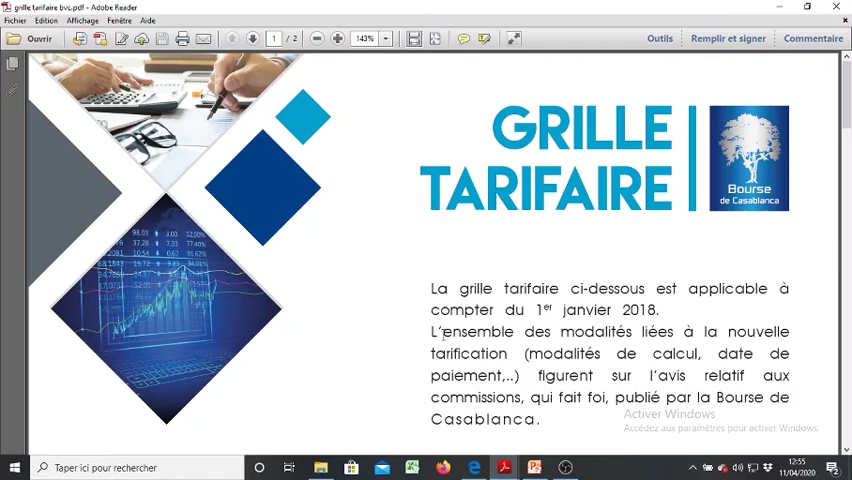 grille tarifaire bvc.pdf - Adobe Reader
Fichier Edition Affichage Fenêtre Aide
Ouvrir 1 / 2 143% Outils Remplir et signer Commentaire
GRILLE
TARIFAIRE
Bourse
de Casablanca
La grille tarifaire ci-dessous est applicable à
compter du 1er janvier 2018.
L'ensemble des modalités liées à la nouvelle
tarification (modalités de calcul, date de
paiement,..) figurent sur l'avis relatif aux
commissions, qui fait foi, publié par la Bourse de
Casablanca.
Activer Windows
Accédez aux paramètres pour activer Windows.
Taper ici pour rechercher
12:55
11/04/2020